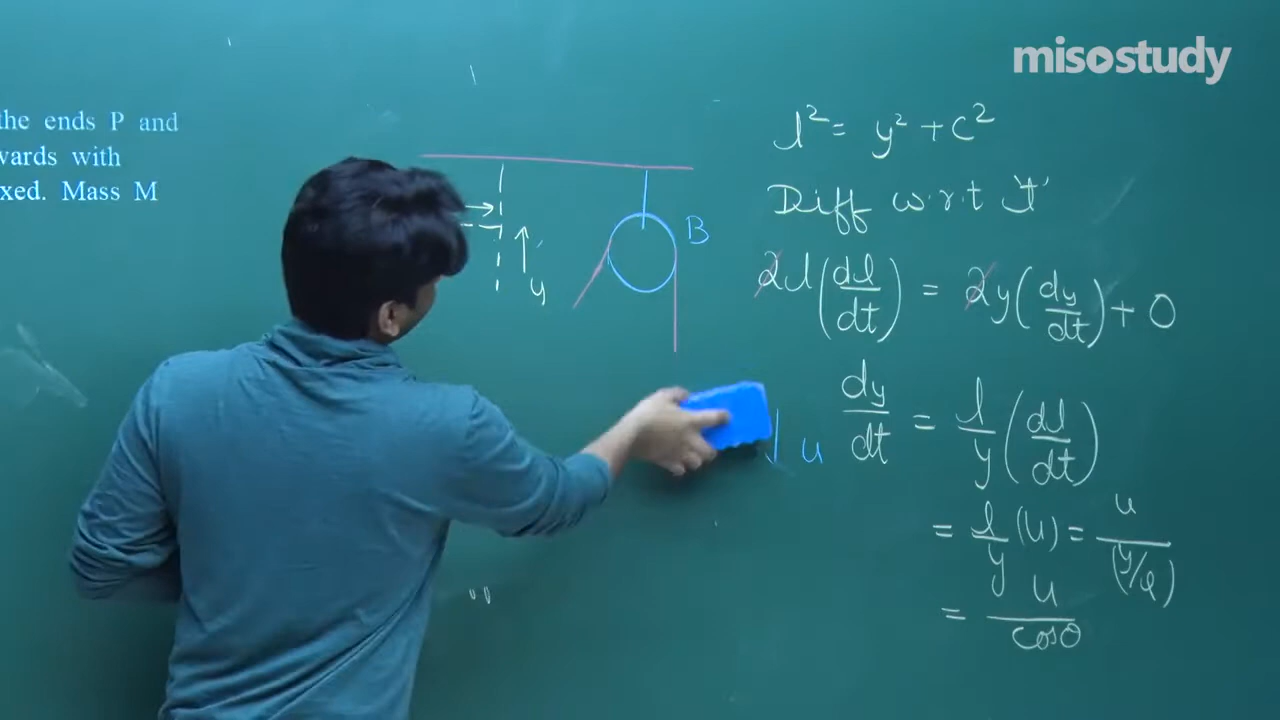 misostudy
the ends P and
wards with
xed. Mass M
B
y
u
l² = y² + c²
Diff w.r.t 't'
2l(dl/dt) = 2y(dy/dt) + 0
dy/dt = l/y (dl/dt)
= l/y (u) = u/(y/l)
= u/cosθ